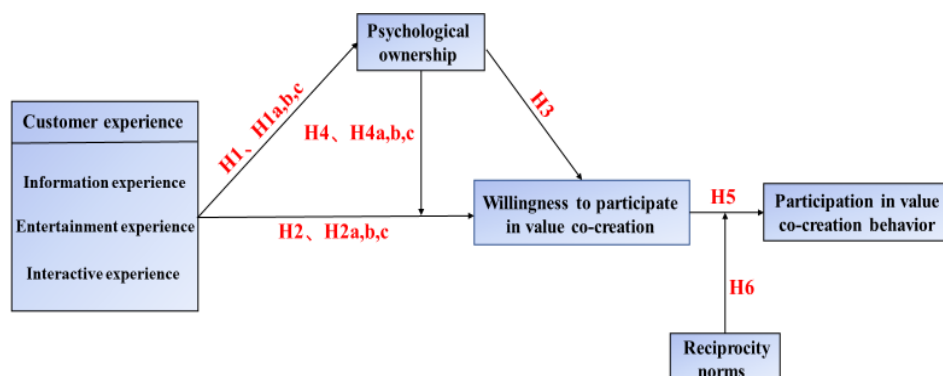 Psychological
ownership
H1、H1a,b,c
H3
Customer experience
H4、H4a,b,c
Information experience
Entertainment experience
Interactive experience
H2、H2a,b,c
Willingness to participate
in value co-creation
H5
Participation in value
co-creation behavior
H6
Reciprocity
norms